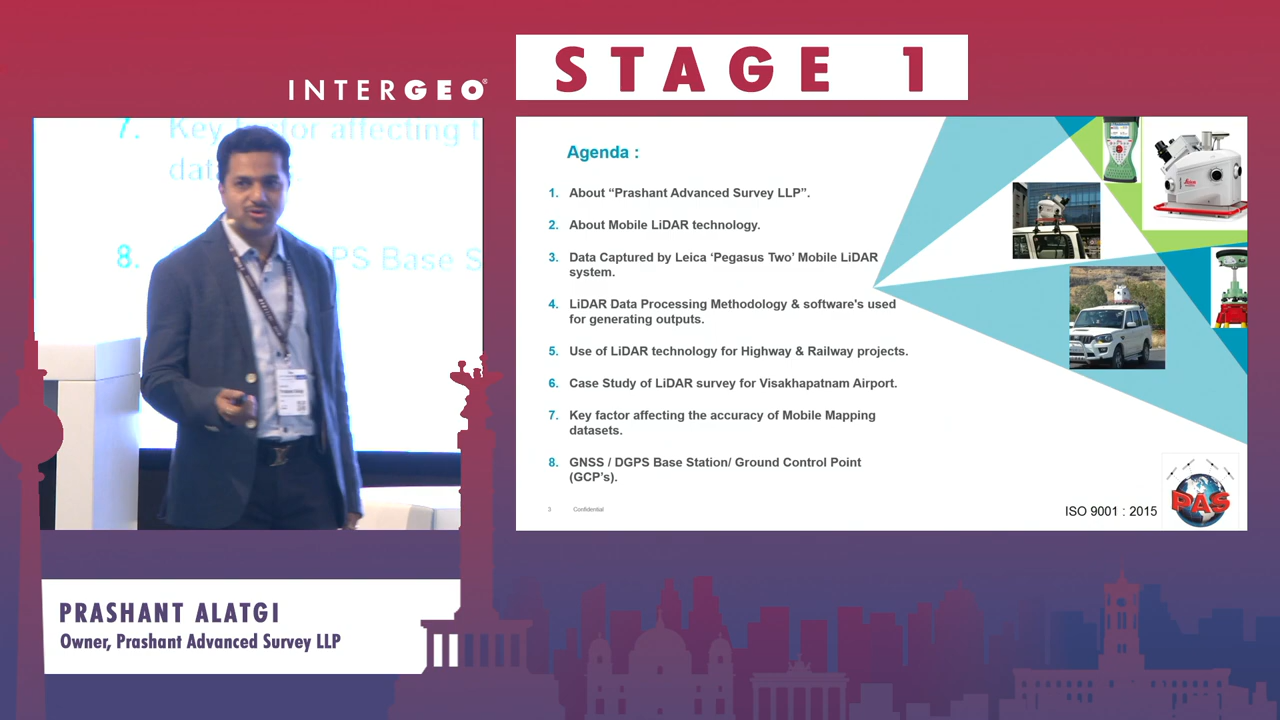 INTERGEO®
STAGE 1
7. Key factor affecting
8. PS Base S
Agenda :
1. About “Prashant Advanced Survey LLP”.
2. About Mobile LiDAR technology.
3. Data Captured by Leica ‘Pegasus Two’ Mobile LiDAR
system.
4. LiDAR Data Processing Methodology & software's used
for generating outputs.
5. Use of LiDAR technology for Highway & Railway projects.
6. Case Study of LiDAR survey for Visakhapatnam Airport.
7. Key factor affecting the accuracy of Mobile Mapping
datasets.
8. GNSS / DGPS Base Station/ Ground Control Point
(GCP's).
3 Confidential
Leica
ISO 9001 : 2015
PAS
PRASHANT ALATGI
Owner, Prashant Advanced Survey LLP